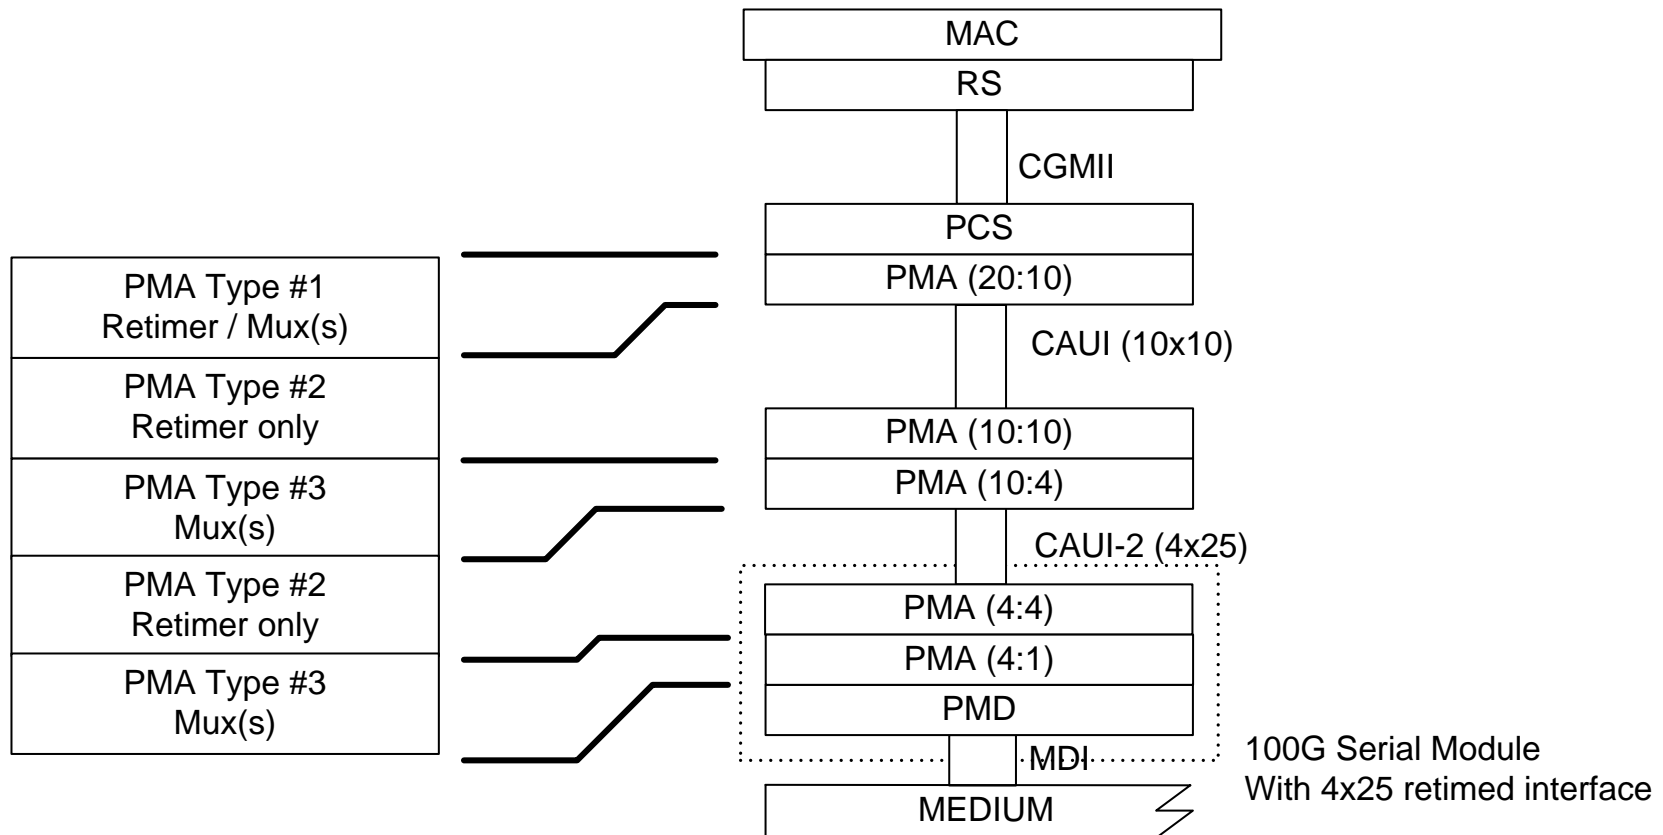 MAC
RS
CGMII
PCS
PMA (20:10)
CAUI (10x10)
PMA (10:10)
PMA (10:4)
CAUI-2 (4x25)
PMA (4:4)
PMA (4:1)
PMD
MDI
MEDIUM
100G Serial Module
With 4x25 retimed interface
PMA Type #1
Retimer / Mux(s)
PMA Type #2
Retimer only
PMA Type #3
Mux(s)
PMA Type #2
Retimer only
PMA Type #3
Mux(s)